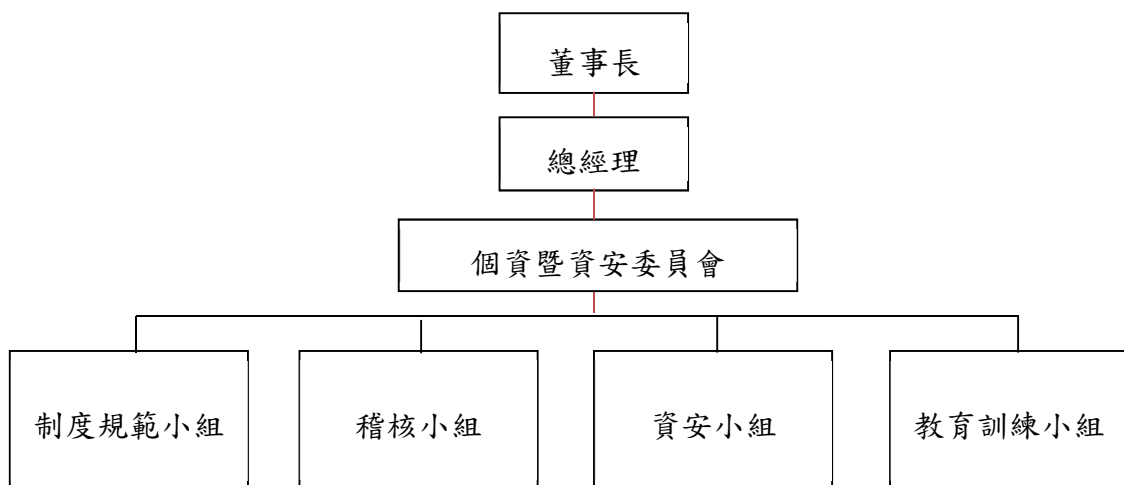 董事長
總經理
個資暨資安委員會
制度規範小組
稽核小組
資安小組
教育訓練小組